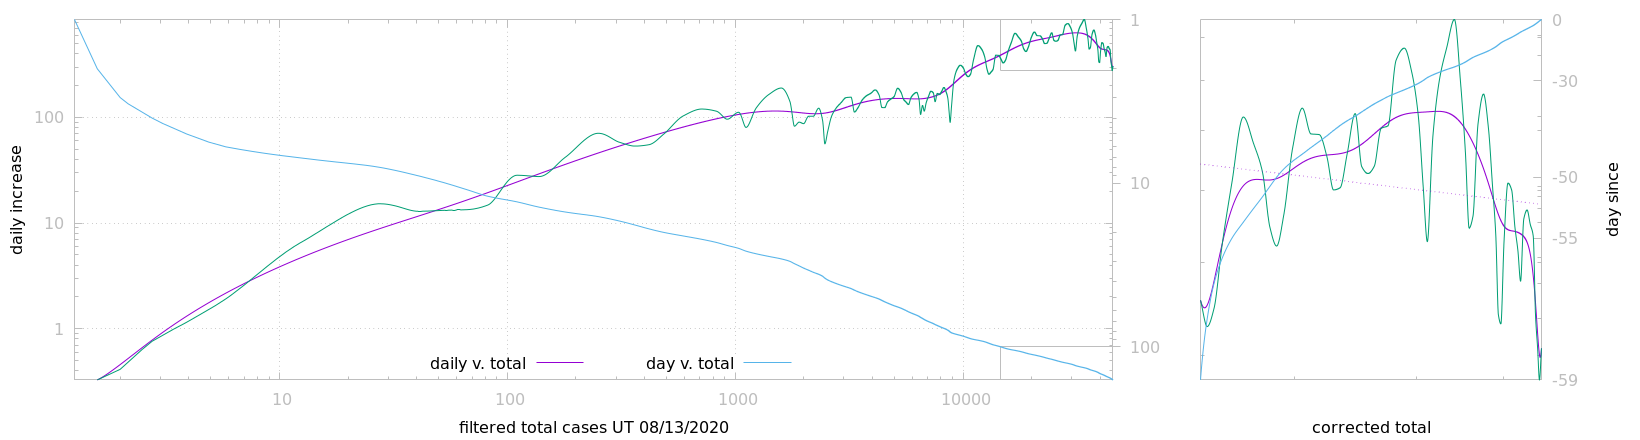 1
0
100
-30
daily increase
10
-50
day since
10
-55
1
daily v. total
day v. total
100
-59
10
100
1000
10000
filtered total cases UT 08/13/2020
corrected total